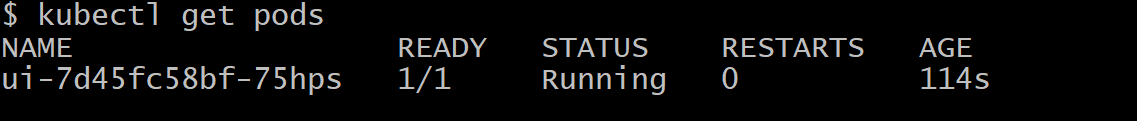 $ kubectl get pods
NAME READY STATUS RESTARTS AGE
ui-7d45fc58bf-75hps 1/1 Running 0 114s